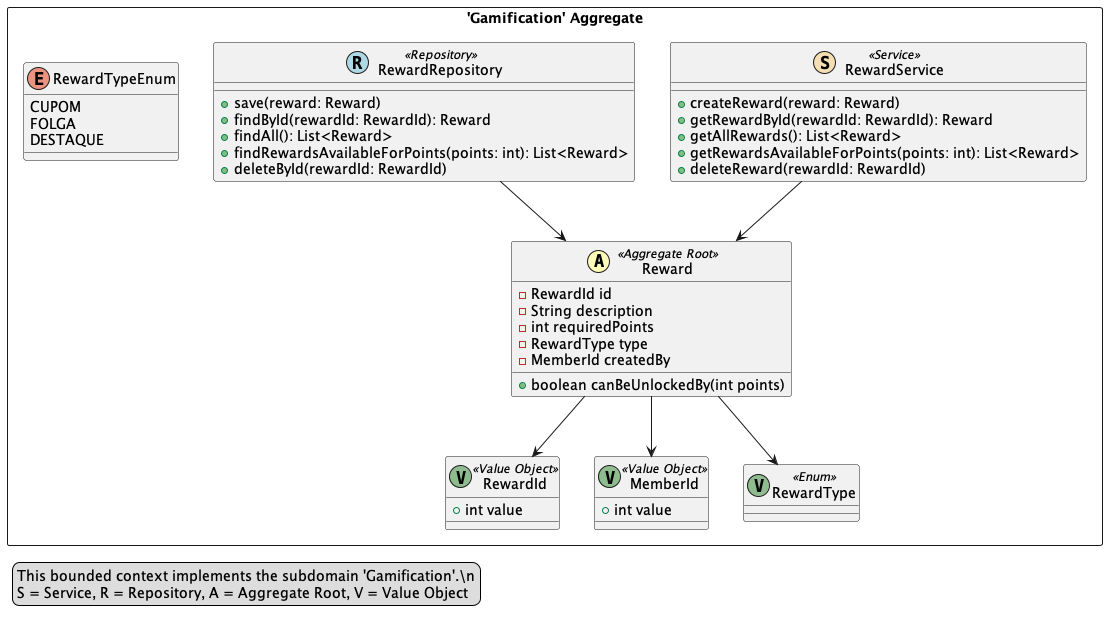 'Gamification' Aggregate
E RewardTypeEnum
CUPOM
FOLGA
DESTAQUE
R «Repository»
RewardRepository
save(reward: Reward)
findById(rewardId: RewardId): Reward
findAll(): List<Reward>
findRewardsAvailableForPoints(points: int): List<Reward>
deleteById(rewardId: RewardId)
S «Service»
RewardService
createReward(reward: Reward)
getRewardById(rewardId: RewardId): Reward
getAllRewards(): List<Reward>
getRewardsAvailableForPoints(points: int): List<Reward>
deleteReward(rewardId: RewardId)
A «Aggregate Root»
Reward
RewardId id
String description
int requiredPoints
RewardType type
MemberId createdBy
boolean canBeUnlockedBy(int points)
V «Value Object»
RewardId
int value
V «Value Object»
MemberId
int value
V «Enum»
RewardType
This bounded context implements the subdomain 'Gamification'.\n
S = Service, R = Repository, A = Aggregate Root, V = Value Object